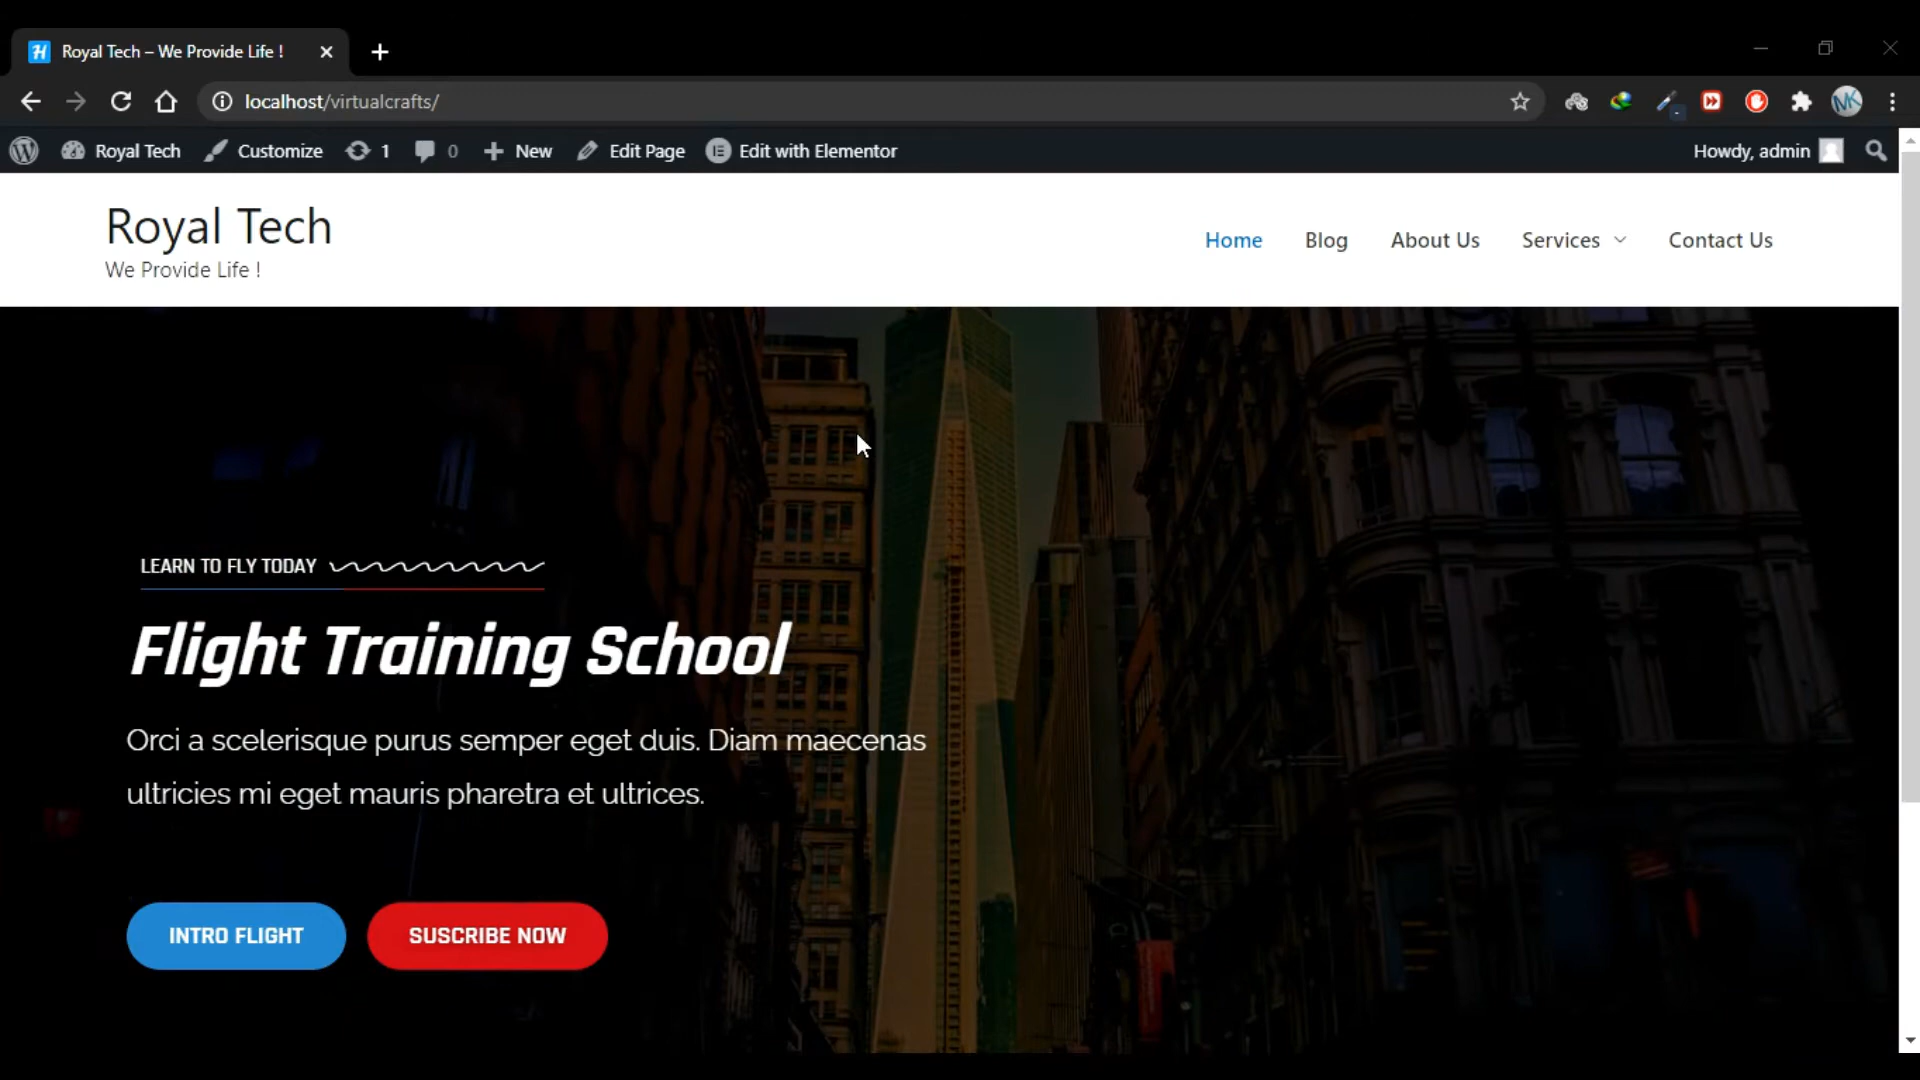 Royal Tech – We Provide Life !
localhost/virtualcrafts/
Royal Tech Customize 1 0 New Edit Page Edit with Elementor Howdy, admin
Royal Tech
We Provide Life !
Home Blog About Us Services Contact Us
LEARN TO FLY TODAY
Flight Training School
Orci a scelerisque purus semper eget duis. Diam maecenas
ultricies mi eget mauris pharetra et ultrices.
INTRO FLIGHT SUSCRIBE NOW